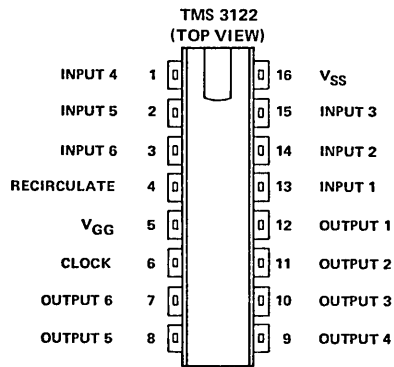 TMS 3122
(TOP VIEW)
INPUT 4 1 16 VSS
INPUT 5 2 15 INPUT 3
INPUT 6 3 14 INPUT 2
RECIRCULATE 4 13 INPUT 1
VGG 5 12 OUTPUT 1
CLOCK 6 11 OUTPUT 2
OUTPUT 6 7 10 OUTPUT 3
OUTPUT 5 8 9 OUTPUT 4